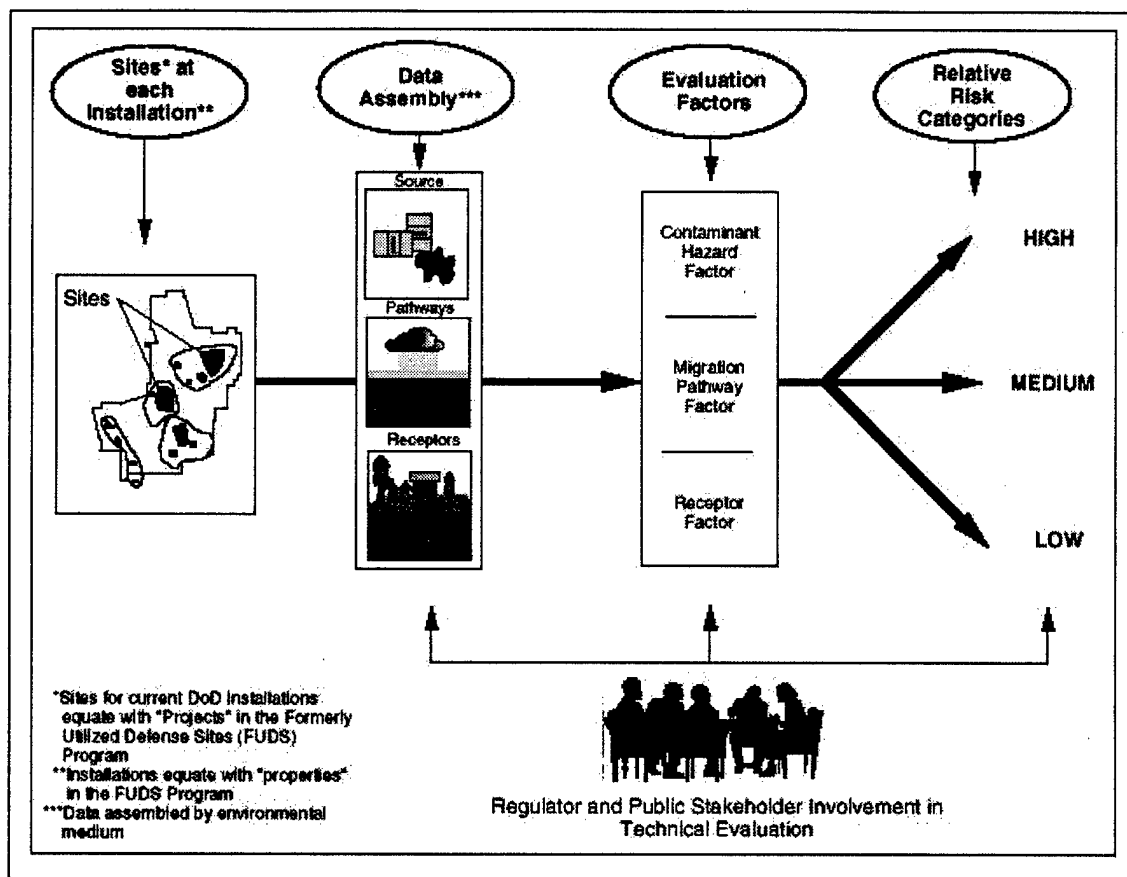 Sites* at
each
Installation**
Data
Assembly***
Evaluation
Factors
Relative
Risk
Categories
Source
Pathways
Receptors
Sites
Contaminant
Hazard
Factor
Migration
Pathway
Factor
Receptor
Factor
HIGH
MEDIUM
LOW
*Sites for current DoD Installations
equate with "Projects" in the Formerly
Utilized Defense Sites (FUDS)
Program
**Installations equate with "properties"
in the FUDS Program
***Data assembled by environmental
medium
Regulator and Public Stakeholder Involvement in
Technical Evaluation